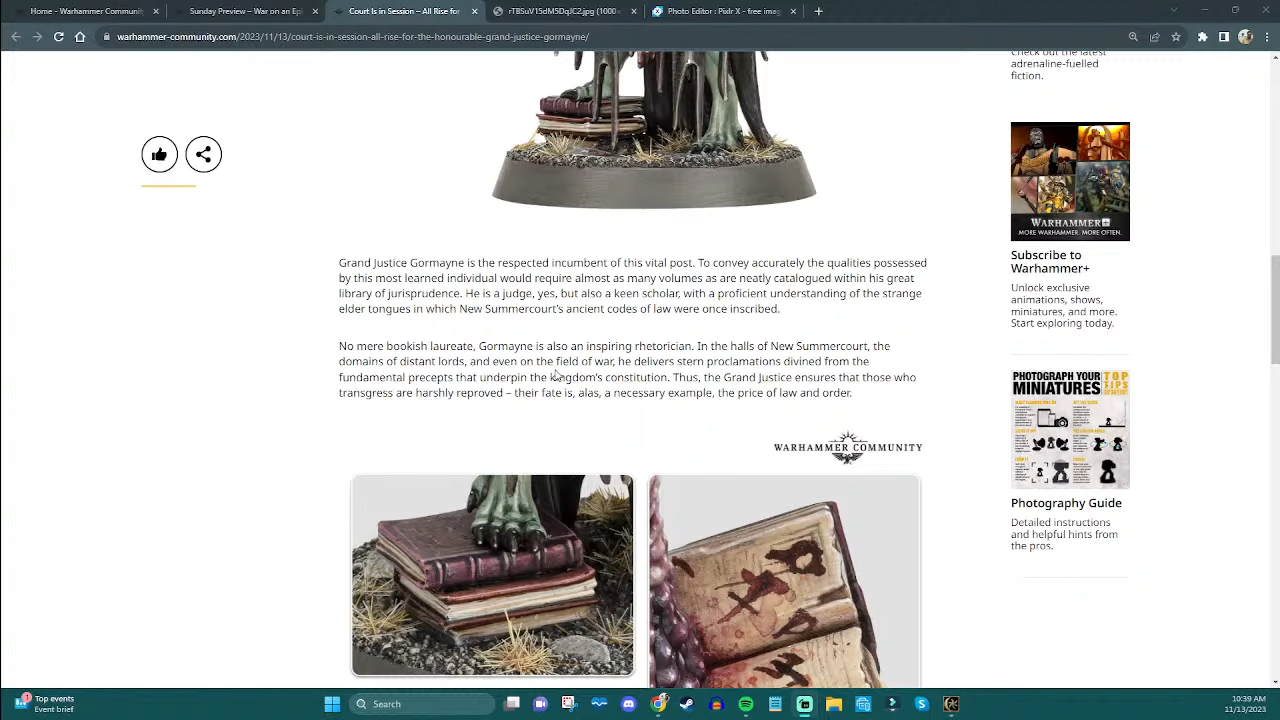 Home – Warhammer Community
Sunday Preview – War on an Epi
Court is in Session – All Rise for
rTBSuV15dM5DqJC2.jpg (1000×
Photo Editor : Pixlr X - free imag
warhammer-community.com/2023/11/13/court-is-in-session-all-rise-for-the-honourable-grand-justice-gormayne/
Check out the latest
adrenaline-fuelled
fiction.
WARHAMMER+
MORE WARHAMMER. MORE OFTEN.
Subscribe to
Warhammer+
Unlock exclusive
animations, shows,
miniatures, and more.
Start exploring today.
Grand Justice Gormayne is the respected incumbent of this vital post. To convey accurately the qualities possessed
by this most learned individual would require almost as many volumes as are neatly catalogued within his great
library of jurisprudence. He is a judge, yes, but also a keen scholar, with a proficient understanding of the strange
elder tongues in which New Summercourt's ancient codes of law were once inscribed.
No mere bookish laureate, Gormayne is also an inspiring rhetorician. In the halls of New Summercourt, the
domains of distant lords, and even on the field of war, he delivers stern proclamations divined from the
fundamental precepts that underpin the kingdom's constitution. Thus, the Grand Justice ensures that those who
transgress are harshly reproved – their fate is, alas, a necessary example, the price of law and order.
WARHAMMER COMMUNITY
PHOTOGRAPH YOUR
MINIATURES
TOP
TIPS
Photography Guide
Detailed instructions
and helpful hints from
the pros.
1
Top events
Event brief
Search
10:39 AM
11/13/2023